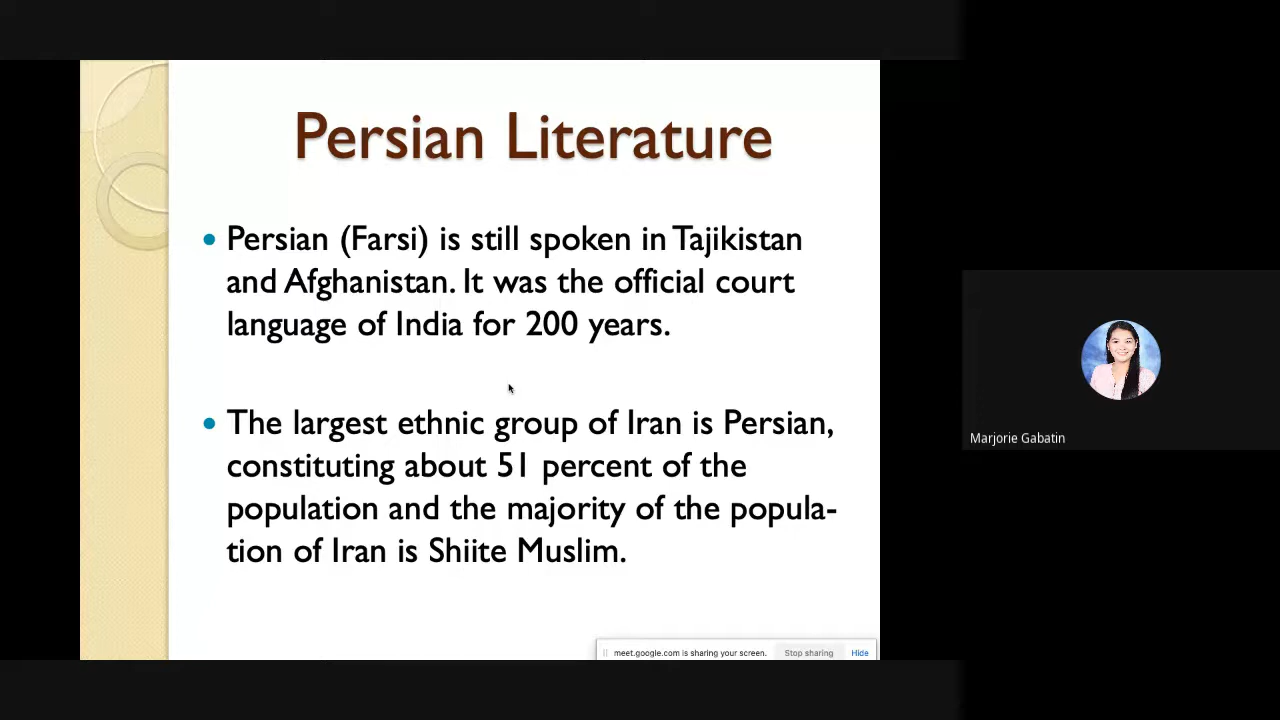 Persian Literature
• Persian (Farsi) is still spoken in Tajikistan
and Afghanistan. It was the official court
language of India for 200 years.
• The largest ethnic group of Iran is Persian,
constituting about 51 percent of the
population and the majority of the popula-
tion of Iran is Shiite Muslim.
Marjorie Gabatin
meet.google.com is sharing your screen. Stop sharing Hide